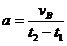 a = v_B / (t_2 - t_1)